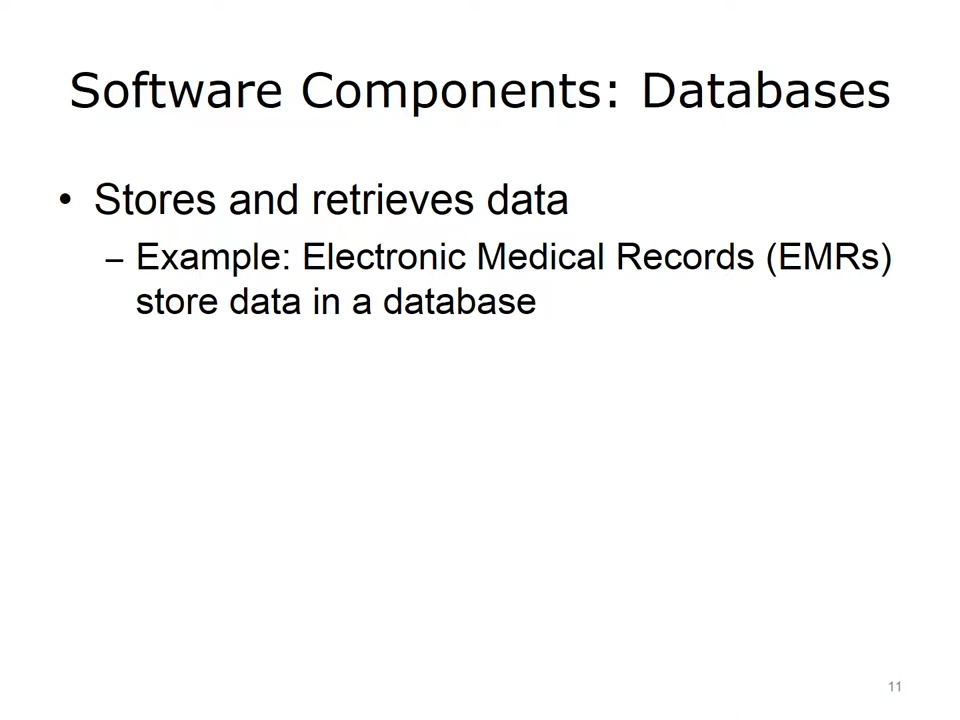 Software Components: Databases
• Stores and retrieves data
– Example: Electronic Medical Records (EMRs)
store data in a database
11